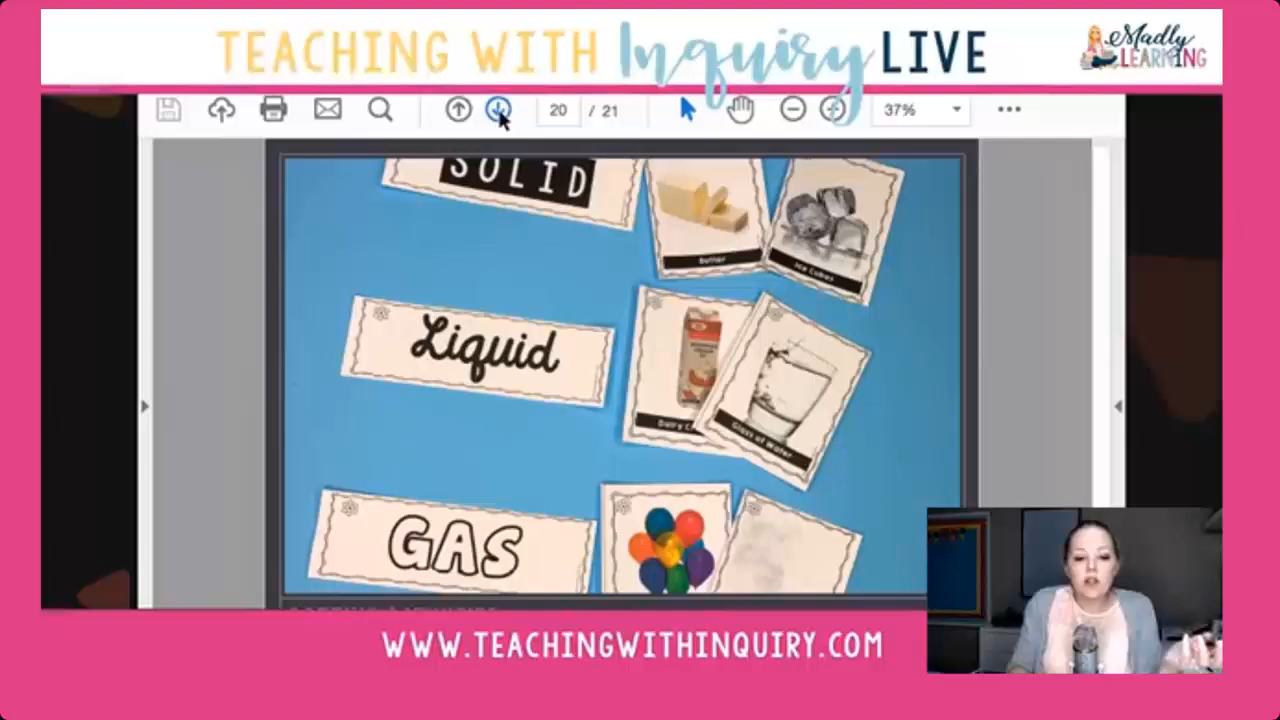 TEACHING WITH Inquiry LIVE
Madly
LEARNING
20 / 21
37%
SOLID
Butter
Ice Cubes
Liquid
Dairy
Glass of Water
GAS
WWW.TEACHINGWITHINQUIRY.COM